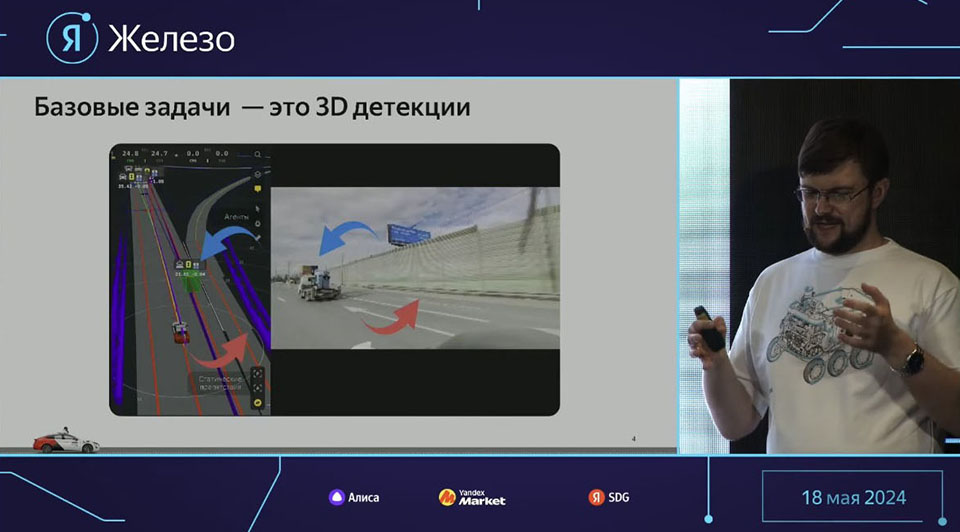 Я Железо
Базовые задачи — это 3D детекции
24.8 24.7 0.0 0.0
Агенты
Статические
препятствия
4
Алиса
Yandex
Market
Я SDG
18 мая 2024